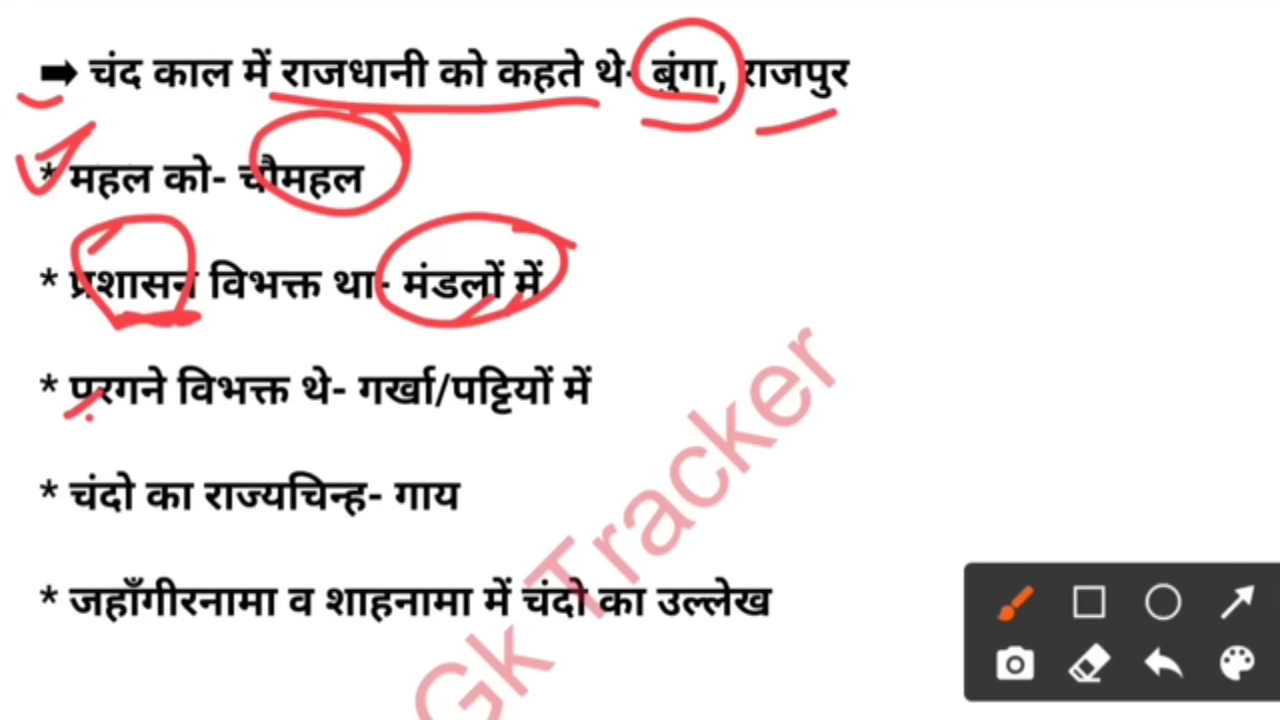 ➡ चंद काल में राजधानी को कहते थे- बुंगा, राजपुर
* महल को- चौमहल
* प्रशासन विभक्त था- मंडलों में
* परगने विभक्त थे- गर्खा/पट्टियों में
* चंदो का राज्यचिन्ह- गाय
* जहाँगीरनामा व शाहनामा में चंदो का उल्लेख
Gk Tracker